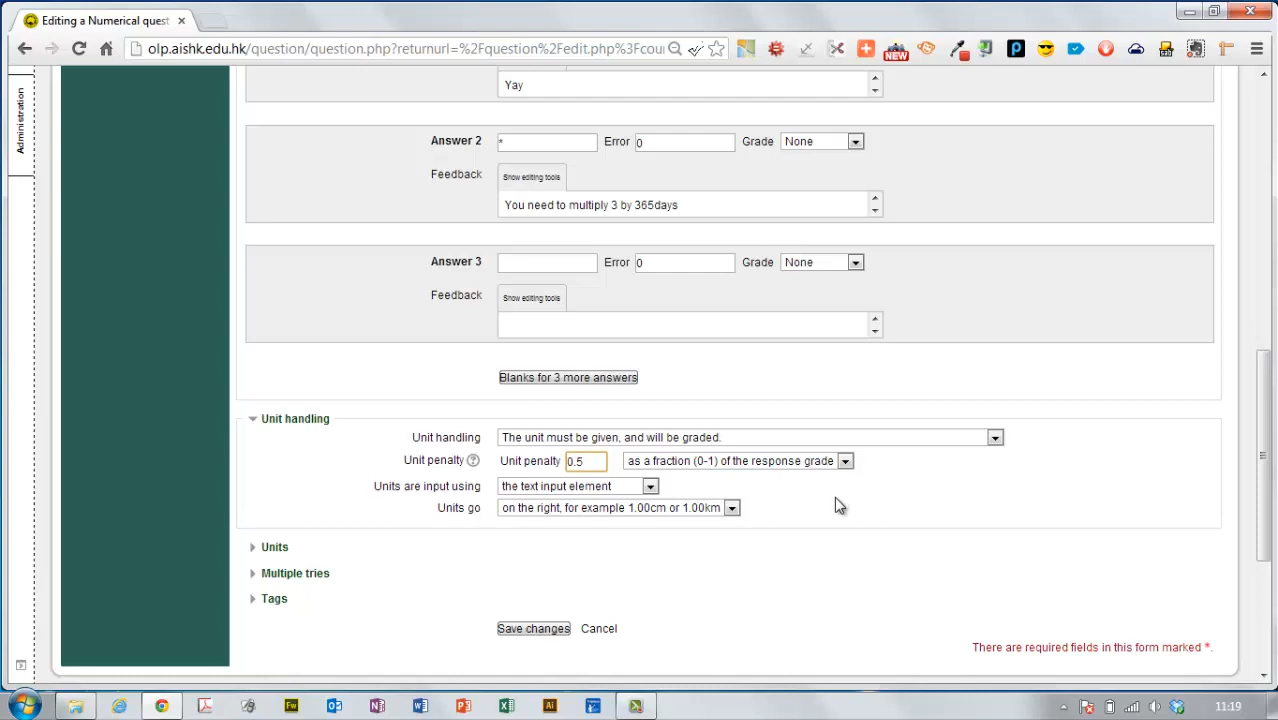 Editing a Numerical quest
olp.aishk.edu.hk/question/question.php?returnurl=%2Fquestion%2Fedit.php%3Fcou
NEW
Administration
Yay
Answer 2 * Error 0 Grade None
Feedback Show editing tools
You need to multiply 3 by 365days
Answer 3 Error 0 Grade None
Feedback Show editing tools
Blanks for 3 more answers
Unit handling
Unit handling The unit must be given, and will be graded.
Unit penalty Unit penalty 0.5 as a fraction (0-1) of the response grade
Units are input using the text input element
Units go on the right, for example 1.00cm or 1.00km
Units
Multiple tries
Tags
Save changes Cancel
There are required fields in this form marked *.
11:19